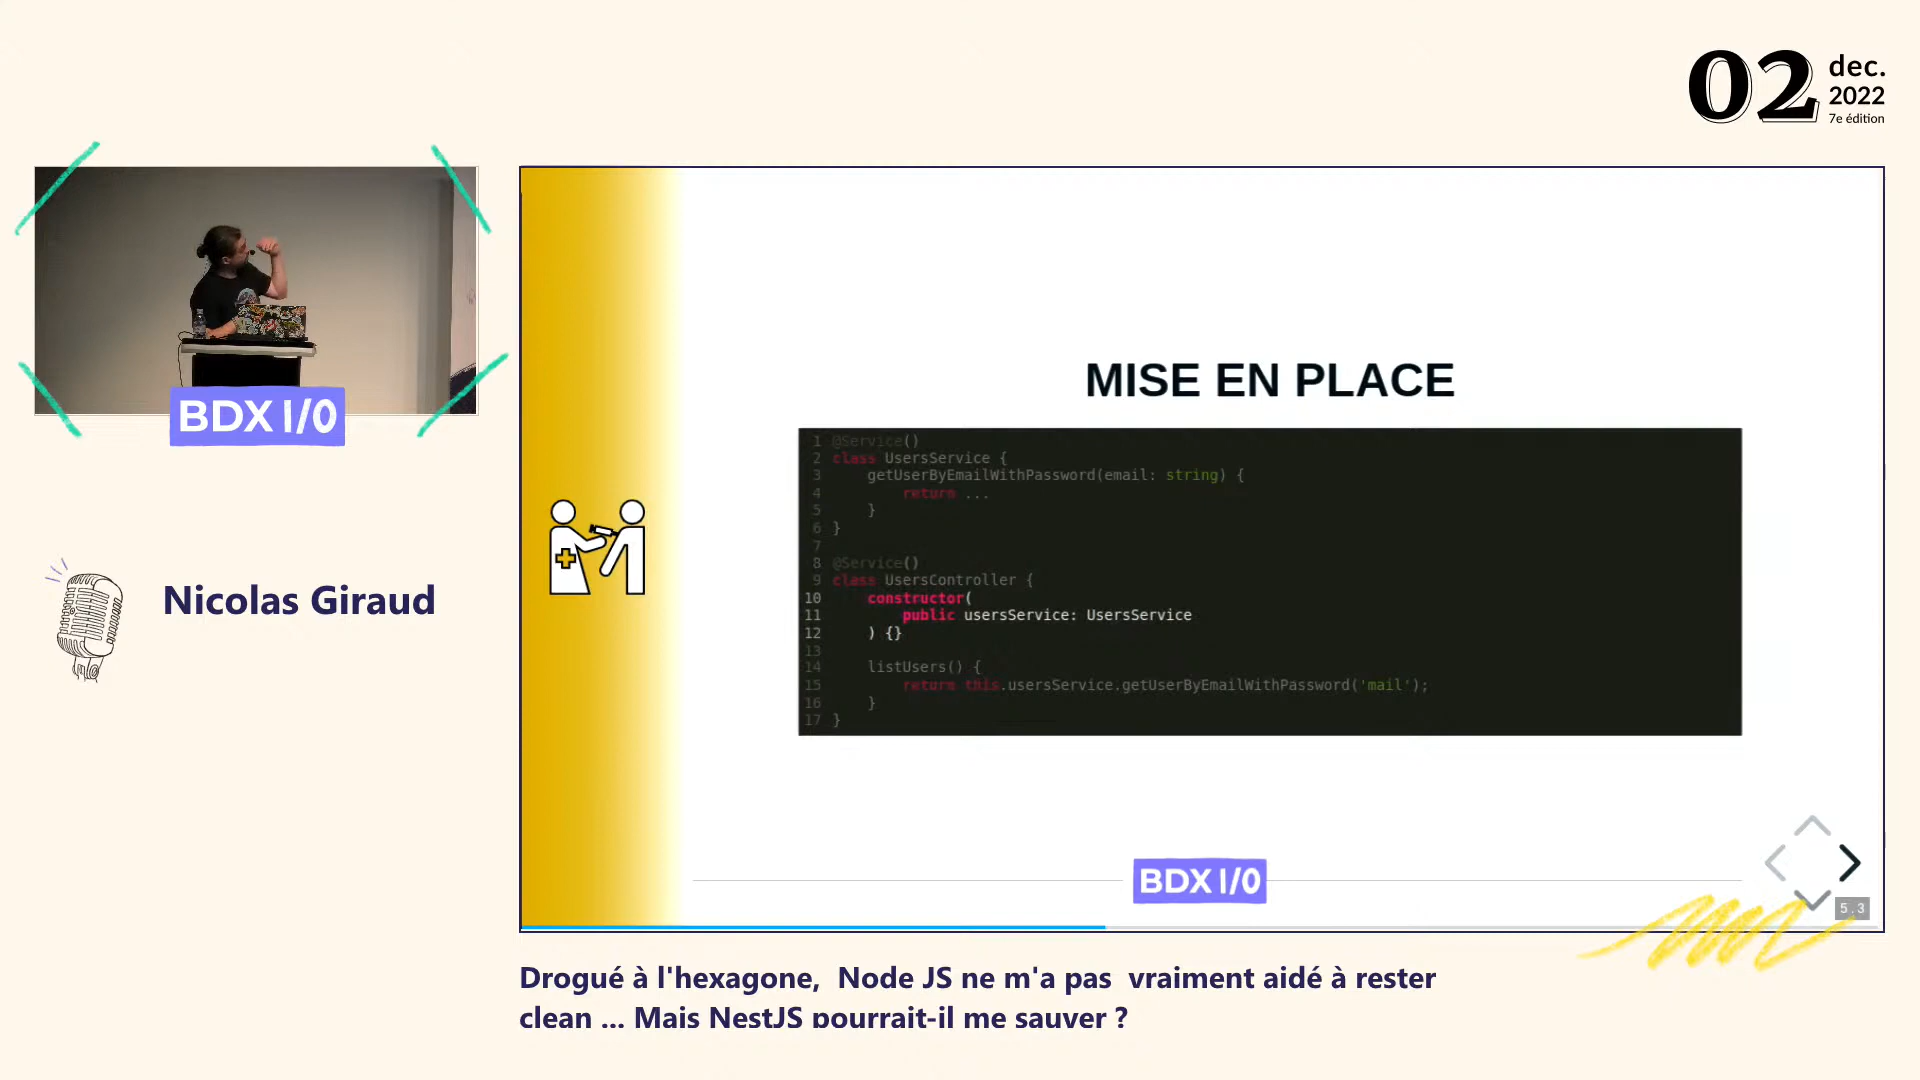 02
dec.
2022
7e édition
BDX I/O
Nicolas Giraud
MISE EN PLACE
1 @Service()
2 class UsersService {
3 getUserByEmailWithPassword(email: string) {
4 return ...
5 }
6 }
7
8 @Service()
9 class UsersController {
10 constructor(
11 public usersService: UsersService
12 ) {}
13
14 listUsers() {
15 return this.usersService.getUserByEmailWithPassword('mail');
16 }
17 }
BDX I/O
5.3
Drogué à l'hexagone, Node JS ne m'a pas vraiment aidé à rester
clean ... Mais NestJS pourrait-il me sauver ?